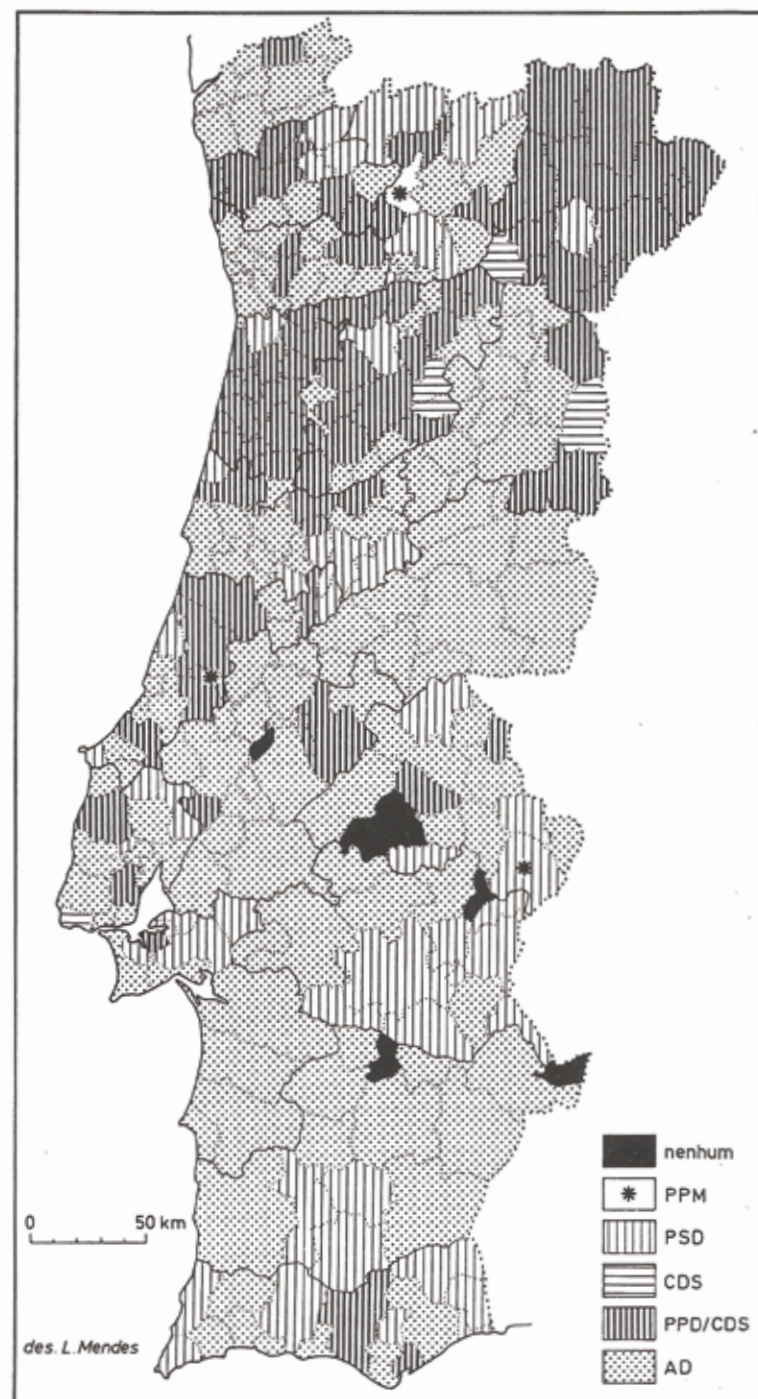 nenhum
PPM
PSD
CDS
PPD/CDS
AD
0 50 km
des. L. Mendes